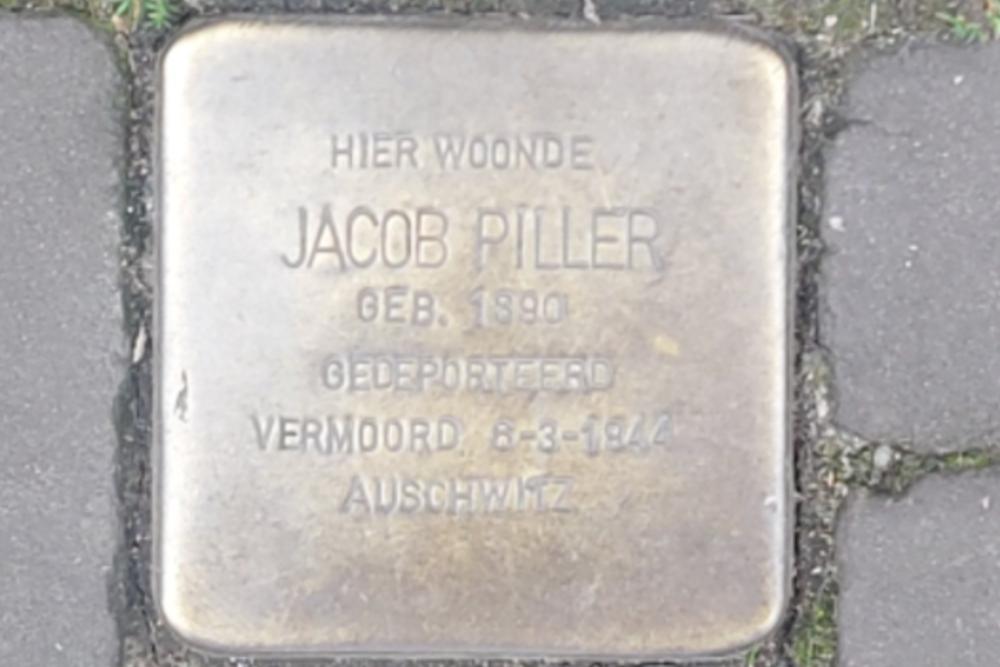 HIER WOONDE
JACOB PILLER
GEB. 1890
GEDEPORTEERD
VERMOORD 6-3-1944
AUSCHWITZ